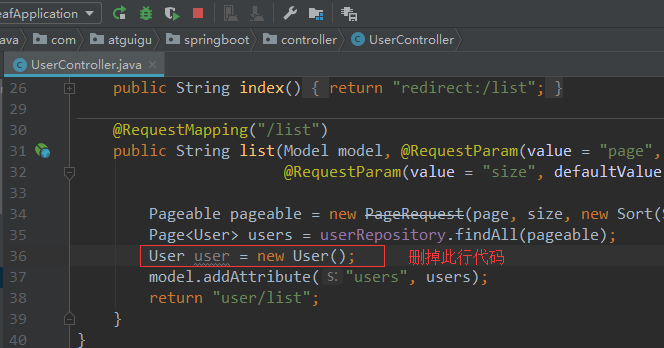 eafApplication
ava com atguigu springboot controller UserController
UserController.java
26 public String index() { return "redirect:/list"; }
29
30 @RequestMapping("/list")
31 public String list(Model model, @RequestParam(value = "page",
32 @RequestParam(value = "size", defaultValue
33
34 Pageable pageable = new PageRequest(page, size, new Sort(S
35 Page<User> users = userRepository.findAll(pageable);
36 User user = new User(); 删掉此行代码
37 model.addAttribute( s: "users", users);
38 return "user/list";
39 }
40 }